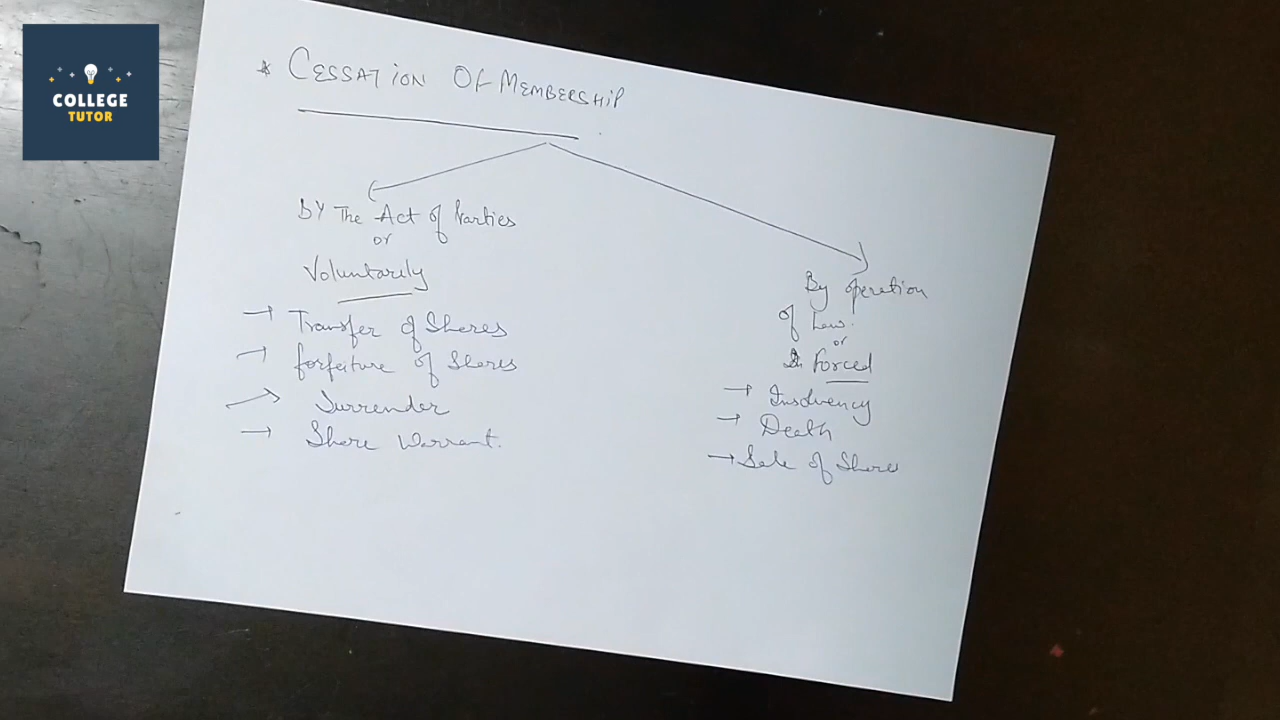 COLLEGE
TUTOR
* CESSATION OF MEMBERSHIP
BY The Act of Parties
or
Voluntarily
→ Transfer of Shares
→ forfeiture of Shares
→ Surrender
→ Share Warrant.
By operation
of Law.
or
Forced
→ Insolvency
→ Death
→ Sale of Shares